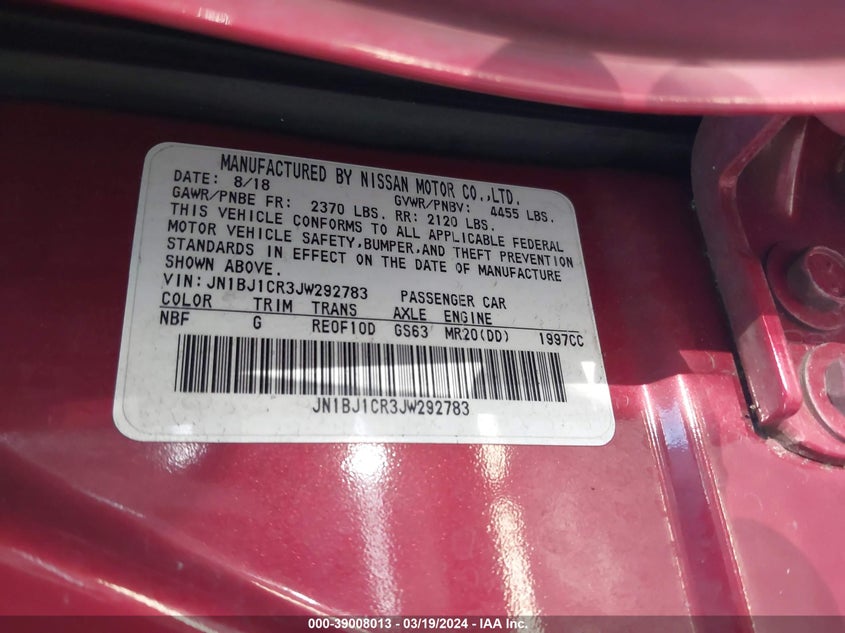 MANUFACTURED BY NISSAN MOTOR CO.,LTD.
DATE: 8/18 GVWR/PNBV: 4455 LBS.
GAWR/PNBE FR: 2370 LBS. RR: 2120 LBS.
THIS VEHICLE CONFORMS TO ALL APPLICABLE FEDERAL
MOTOR VEHICLE SAFETY,BUMPER,AND THEFT PREVENTION
STANDARDS IN EFFECT ON THE DATE OF MANUFACTURE
SHOWN ABOVE.
VIN:JN1BJ1CR3JW292783 PASSENGER CAR
COLOR TRIM TRANS AXLE ENGINE
NBF G RE0F10D GS63 MR20(DD) 1997CC
JN1BJ1CR3JW292783
000-39008013 - 03/19/2024 - IAA Inc.